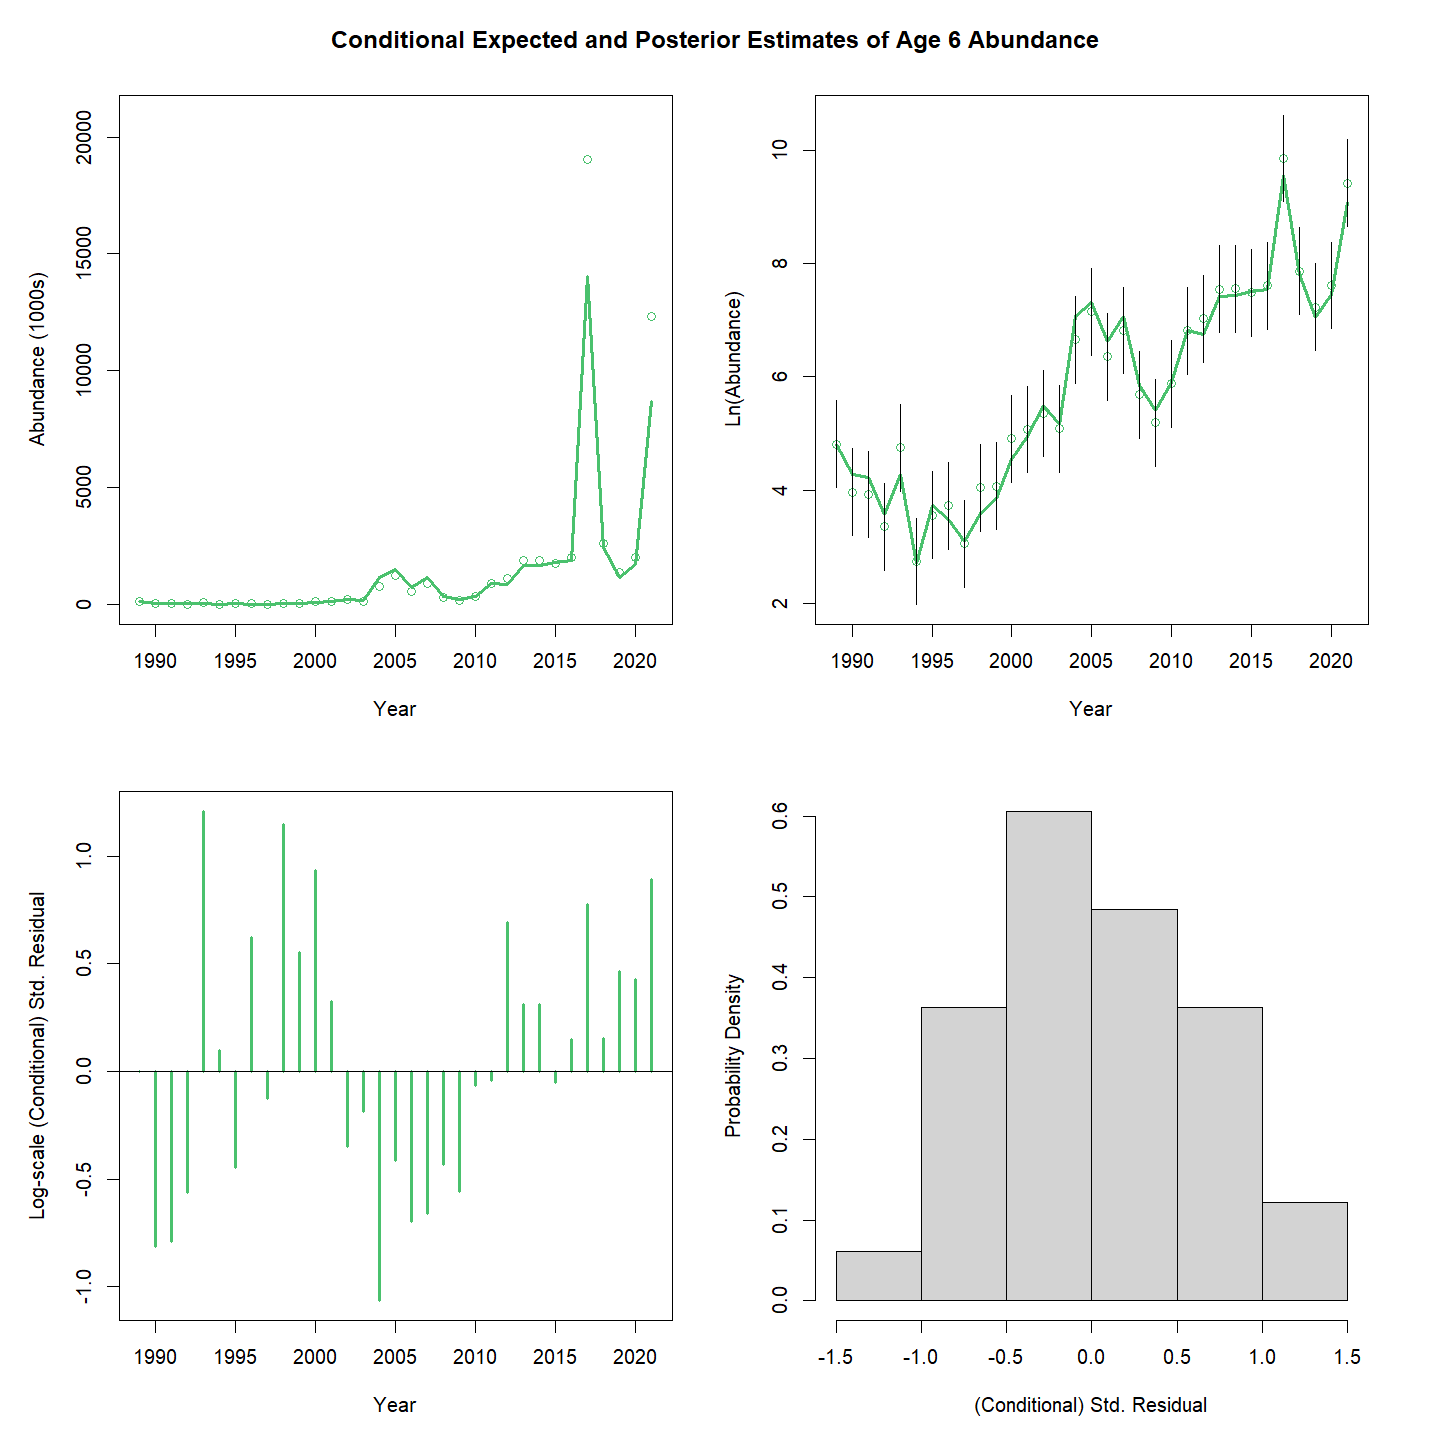 Conditional Expected and Posterior Estimates of Age 6 Abundance
Abundance (1000s)
20000
15000
10000
5000
0
1990 1995 2000 2005 2010 2015 2020
Year
Ln(Abundance)
10
8
6
4
2
1990 1995 2000 2005 2010 2015 2020
Year
Log-scale (Conditional) Std. Residual
1.0
0.5
0.0
-0.5
-1.0
1990 1995 2000 2005 2010 2015 2020
Year
Probability Density
0.6
0.5
0.4
0.3
0.2
0.1
0.0
-1.5 -1.0 -0.5 0.0 0.5 1.0 1.5
(Conditional) Std. Residual